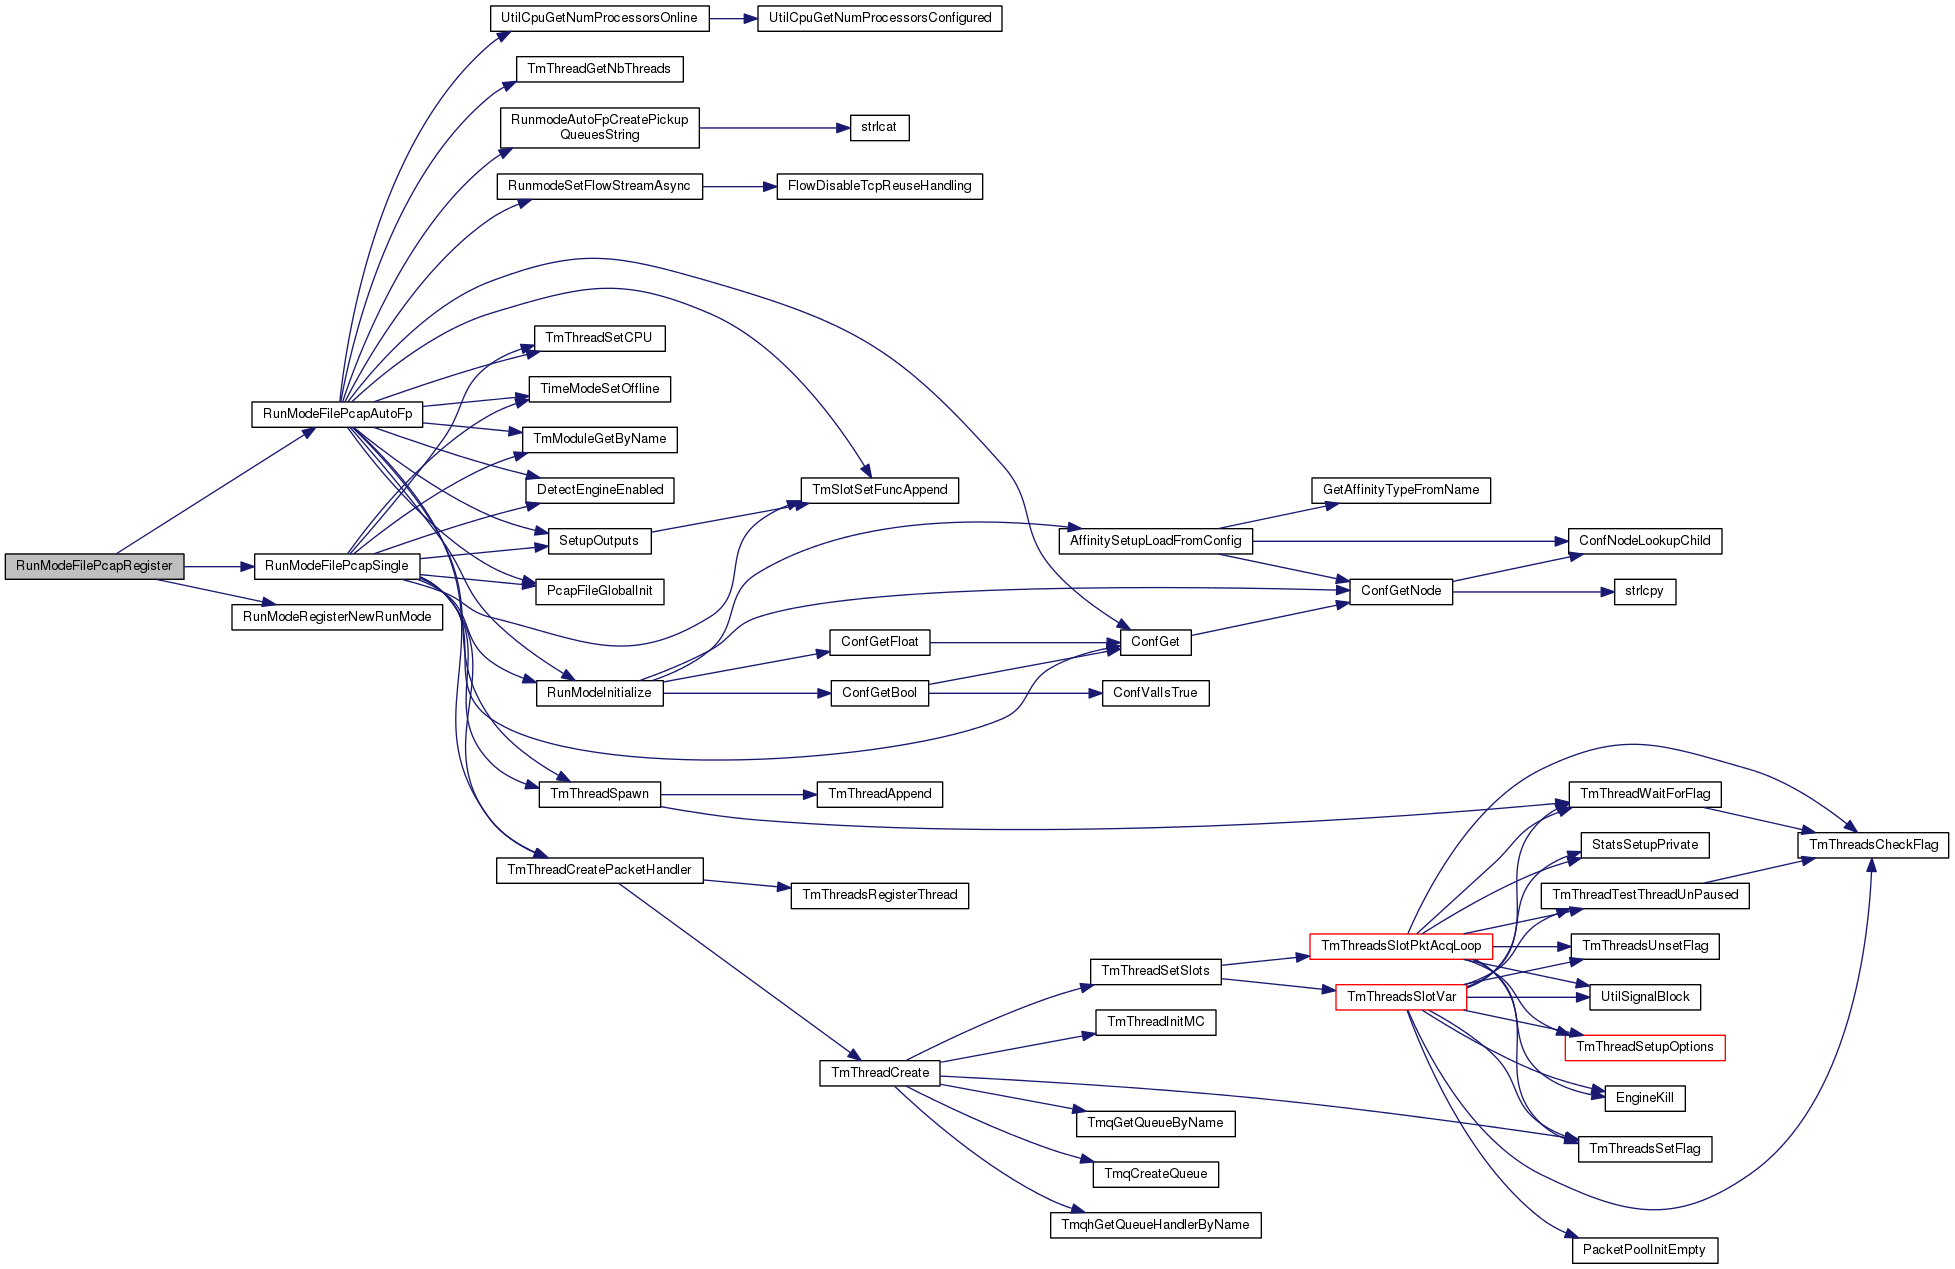 UtilCpuGetNumProcessorsOnline
UtilCpuGetNumProcessorsConfigured
TmThreadGetNbThreads
RunmodeAutoFpCreatePickup
QueuesString
strlcat
RunmodeSetFlowStreamAsync
FlowDisableTcpReuseHandling
TmThreadSetCPU
TimeModeSetOffline
RunModeFilePcapAutoFp
TmModuleGetByName
DetectEngineEnabled
TmSlotSetFuncAppend
GetAffinityTypeFromName
SetupOutputs
AffinitySetupLoadFromConfig
ConfNodeLookupChild
RunModeFilePcapRegister
RunModeFilePcapSingle
PcapFileGlobalInit
ConfGetNode
strlcpy
RunModeRegisterNewRunMode
ConfGetFloat
ConfGet
RunModeInitialize
ConfGetBool
ConfValIsTrue
TmThreadSpawn
TmThreadAppend
TmThreadWaitForFlag
StatsSetupPrivate
TmThreadsCheckFlag
TmThreadCreatePacketHandler
TmThreadsRegisterThread
TmThreadTestThreadUnPaused
TmThreadsSlotPktAcqLoop
TmThreadsUnsetFlag
TmThreadSetSlots
TmThreadsSlotVar
UtilSignalBlock
TmThreadInitMC
TmThreadSetupOptions
TmThreadCreate
EngineKill
TmqGetQueueByName
TmThreadsSetFlag
TmqCreateQueue
TmqhGetQueueHandlerByName
PacketPoolInitEmpty